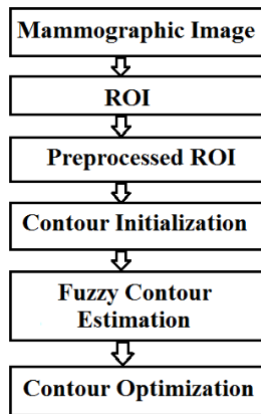 Mammographic Image
ROI
Preprocessed ROI
Contour Initialization
Fuzzy Contour
Estimation
Contour Optimization